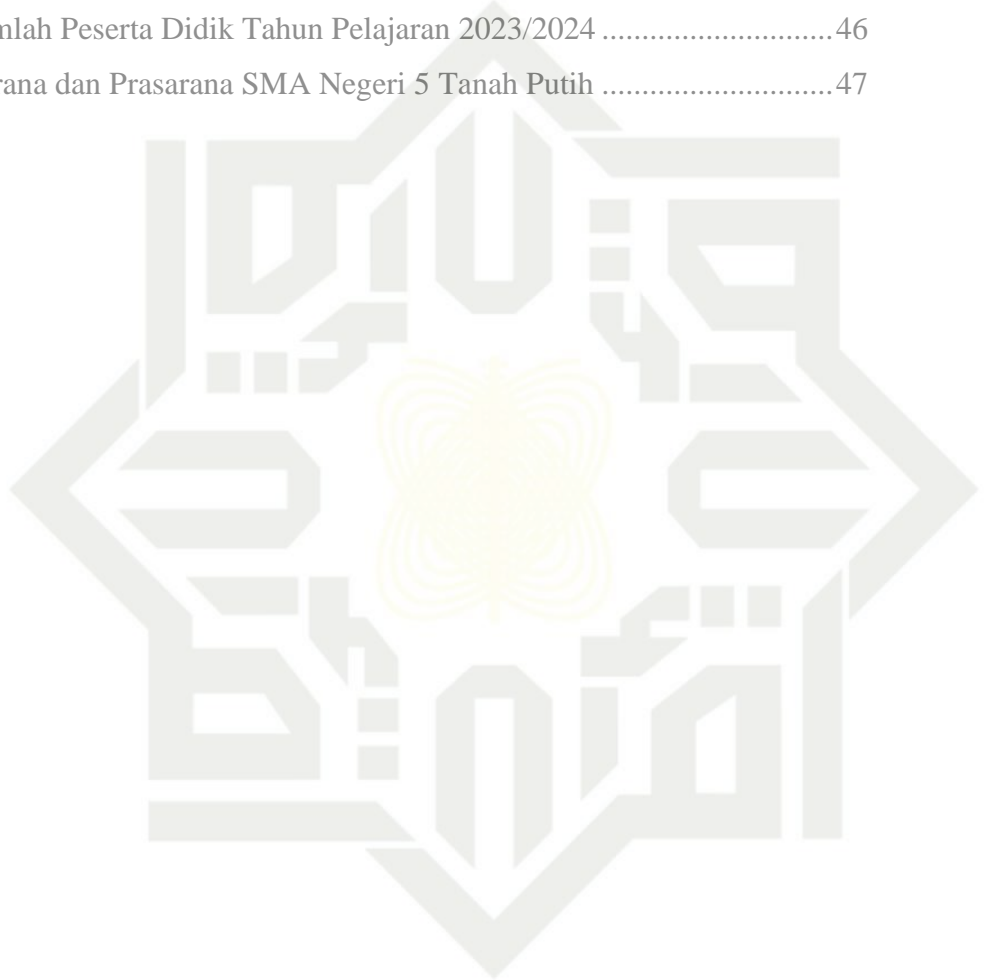 mlah Peserta Didik Tahun Pelajaran 2023/2024 .............................46
rana dan Prasarana SMA Negeri 5 Tanah Putih .............................47